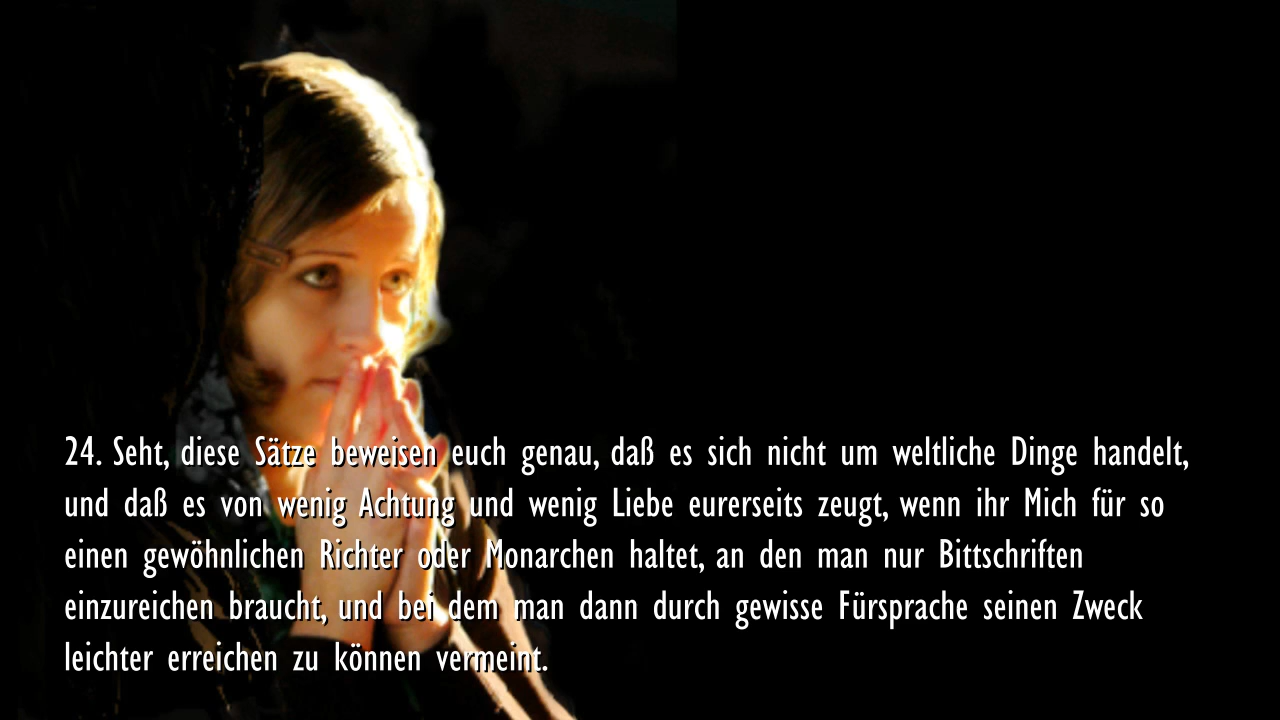 24. Seht, diese Sätze beweisen euch genau, daß es sich nicht um weltliche Dinge handelt,
und daß es von wenig Achtung und wenig Liebe eurerseits zeugt, wenn ihr Mich für so
einen gewöhnlichen Richter oder Monarchen haltet, an den man nur Bittschriften
einzureichen braucht, und bei dem man dann durch gewisse Fürsprache seinen Zweck
leichter erreichen zu können vermeint.